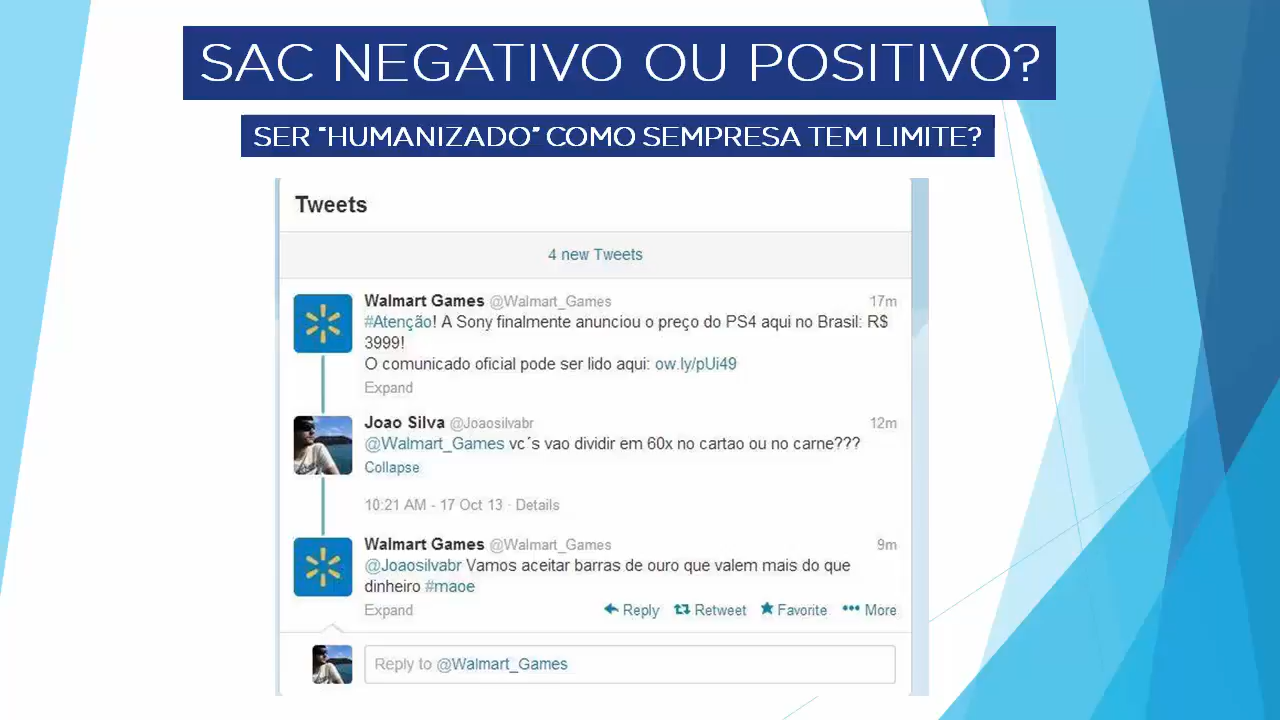 SAC NEGATIVO OU POSITIVO?
SER “HUMANIZADO” COMO SEMPRESA TEM LIMITE?
Tweets
4 new Tweets
Walmart Games @Walmart_Games 17m
#Atenção! A Sony finalmente anunciou o preço do PS4 aqui no Brasil: R$
3999!
O comunicado oficial pode ser lido aqui: ow.ly/pUi49
Expand
Joao Silva @Joaosilvabr 12m
@Walmart_Games vc´s vao dividir em 60x no cartao ou no carne???
Collapse
10:21 AM - 17 Oct 13 · Details
Walmart Games @Walmart_Games 9m
@Joaosilvabr Vamos aceitar barras de ouro que valem mais do que
dinheiro #maoe
Expand Reply Retweet Favorite More
Reply to @Walmart_Games